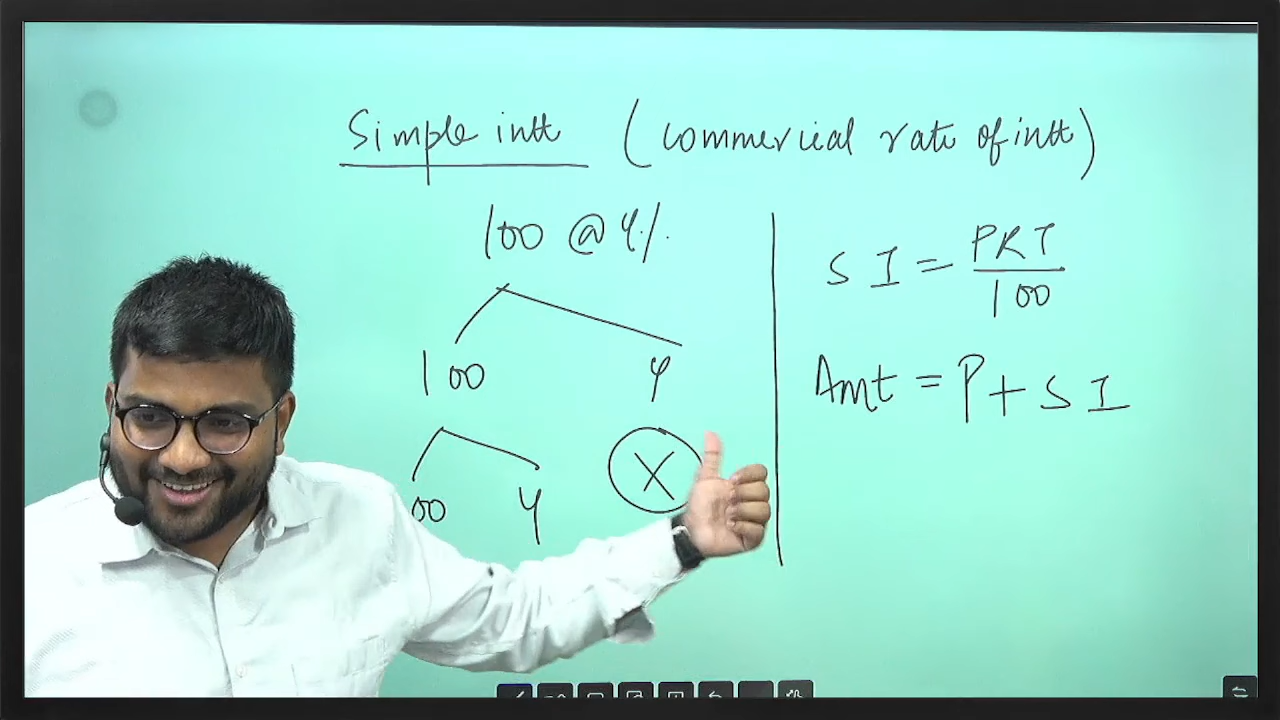 Simple intt (commercial rate of intt)
100 @ 4%
100 4
00 4 X
SI = PRT/100
Amt = P + SI